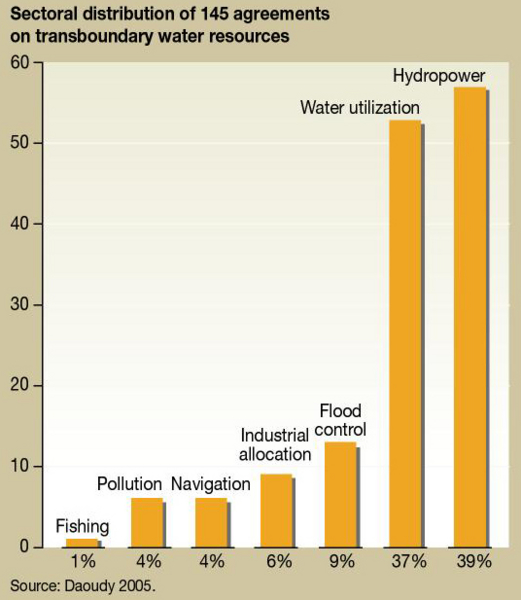 Sectoral distribution of 145 agreements
on transboundary water resources
60
50
40
30
20
10
0
Hydropower
Water utilization
Flood
control
Industrial
allocation
Pollution
Navigation
Fishing
1%
4%
4%
6%
9%
37%
39%
Source: Daoudy 2005.